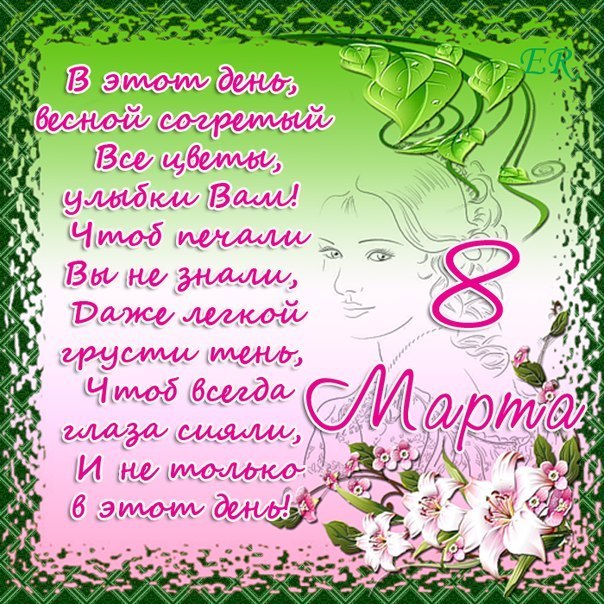 ER
В этот день,
весной согретый
Все цветы,
улыбки Вам!
Чтоб печали
Вы не знали,
Даже легкой
грусти тень,
Чтоб всегда
глаза сияли,
И не только
в этот день!
8
Марта